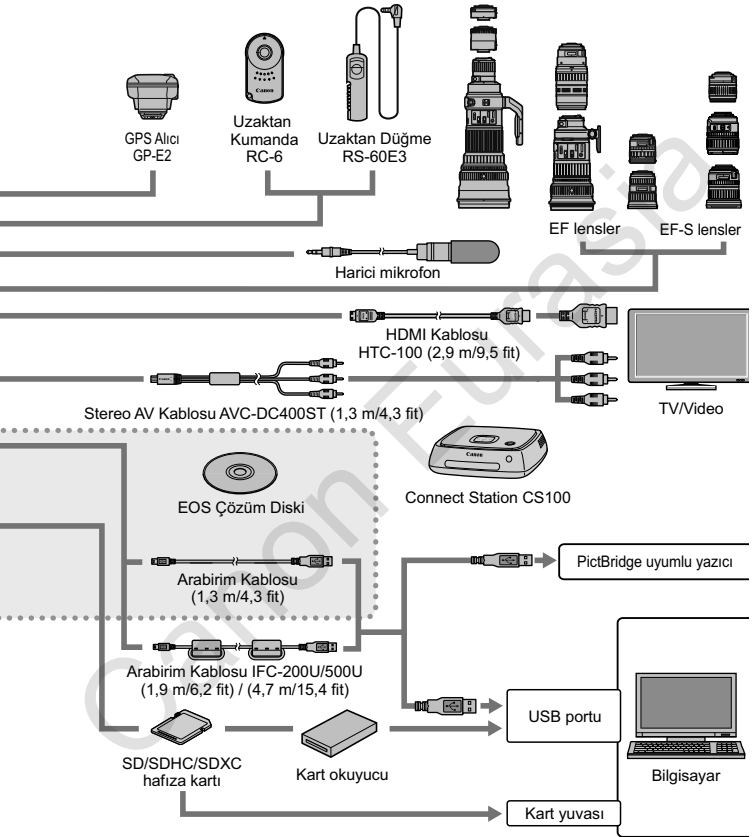 GPS Alıcı
GP-E2
Canon
Uzaktan
Kumanda
RC-6
Uzaktan Düğme
RS-60E3
EF lensler
EF-S lensler
Harici mikrofon
HDMI Kablosu
HTC-100 (2,9 m/9,5 fit)
Stereo AV Kablosu AVC-DC400ST (1,3 m/4,3 fit)
TV/Video
EOS Çözüm Diski
Canon
Connect Station CS100
Arabirim Kablosu
(1,3 m/4,3 fit)
PictBridge uyumlu yazıcı
Arabirim Kablosu IFC-200U/500U
(1,9 m/6,2 fit) / (4,7 m/15,4 fit)
USB portu
Bilgisayar
SD/SDHC/SDXC
hafıza kartı
Kart okuyucu
Kart yuvası
Canon Eurasia